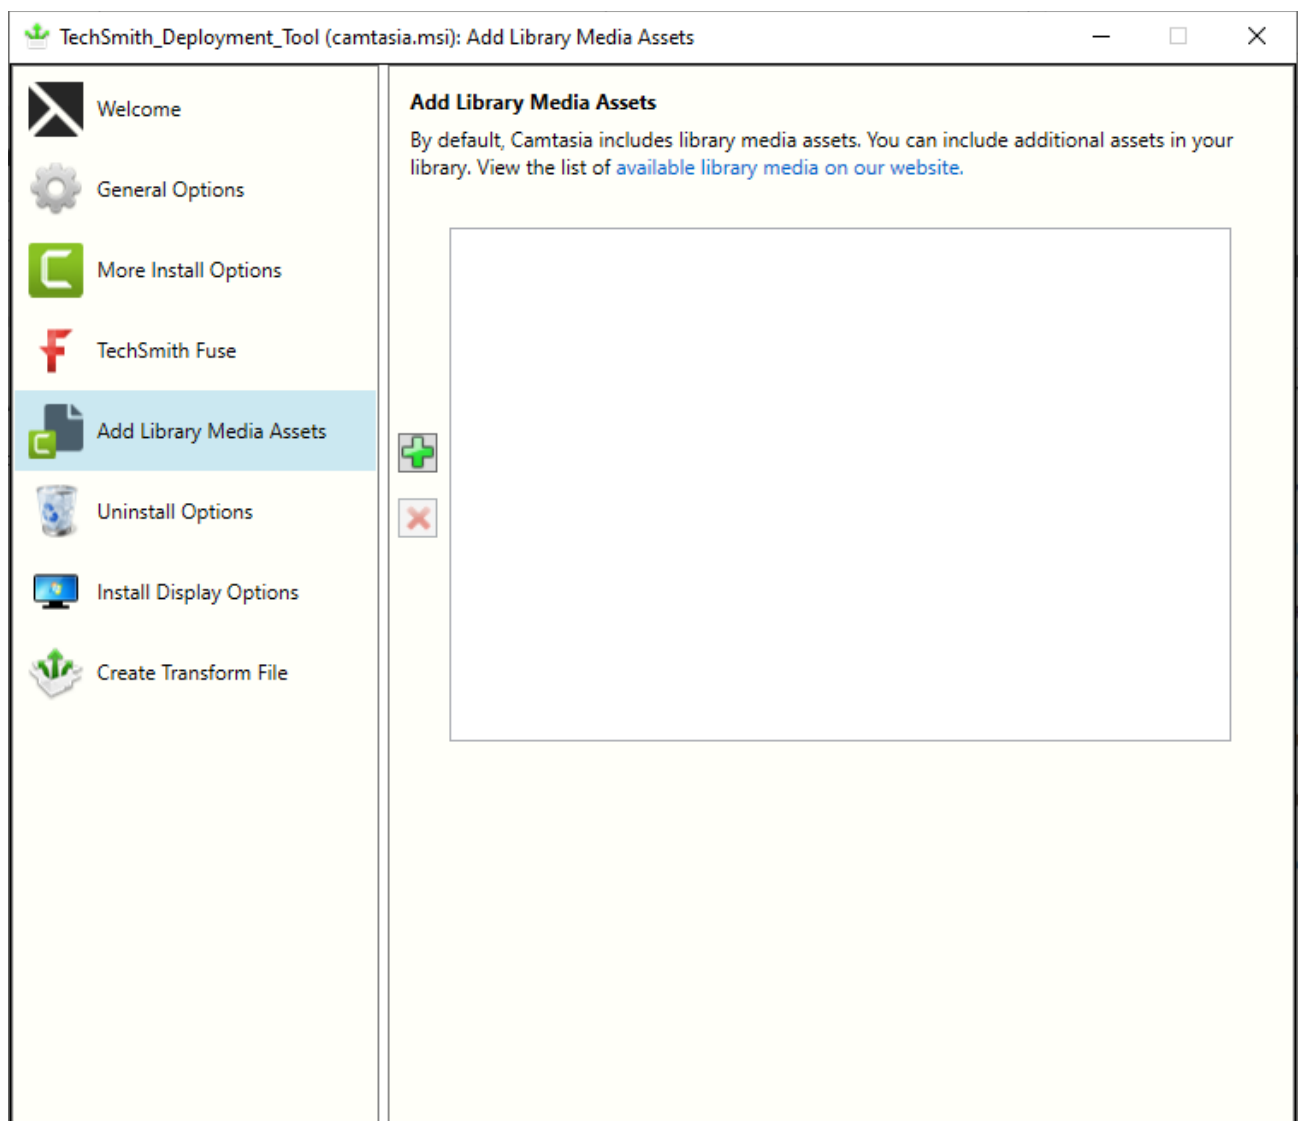 TechSmith_Deployment_Tool (camtasia.msi): Add Library Media Assets
Welcome
General Options
More Install Options
TechSmith Fuse
Add Library Media Assets
Uninstall Options
Install Display Options
Create Transform File
Add Library Media Assets
By default, Camtasia includes library media assets. You can include additional assets in your
library. View the list of available library media on our website.